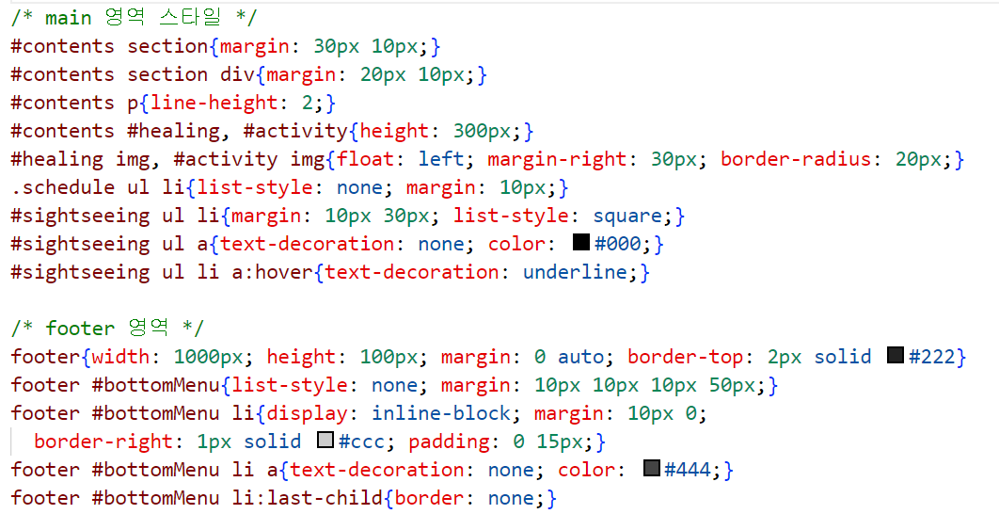 /* main 영역 스타일 */
#contents section{margin: 30px 10px;}
#contents section div{margin: 20px 10px;}
#contents p{line-height: 2;}
#contents #healing, #activity{height: 300px;}
#healing img, #activity img{float: left; margin-right: 30px; border-radius: 20px;}
.schedule ul li{list-style: none; margin: 10px;}
#sightseeing ul li{margin: 10px 30px; list-style: square;}
#sightseeing ul a{text-decoration: none; color: #000;}
#sightseeing ul li a:hover{text-decoration: underline;}

/* footer 영역 */
footer{width: 1000px; height: 100px; margin: 0 auto; border-top: 2px solid #222}
footer #bottomMenu{list-style: none; margin: 10px 10px 10px 50px;}
footer #bottomMenu li{display: inline-block; margin: 10px 0;
  border-right: 1px solid #ccc; padding: 0 15px;}
footer #bottomMenu li a{text-decoration: none; color: #444;}
footer #bottomMenu li:last-child{border: none;}